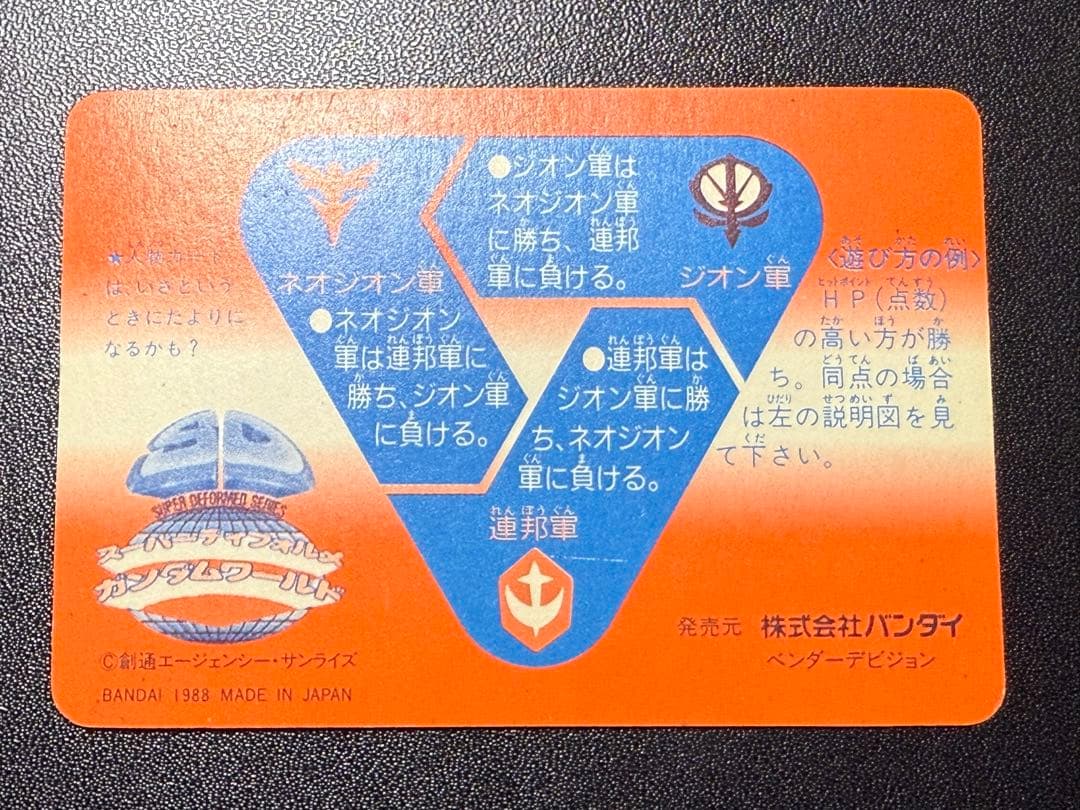 ●ジオン軍は
ネオジオン軍
に勝ち、連邦
軍に負ける。
ネオジオン軍
●ネオジオン
軍は連邦軍に
勝ち、ジオン軍
に負ける。
ジオン軍
●連邦軍は
ジオン軍に勝
ち、ネオジオン
軍に負ける。
連邦軍
★人間カード
は、いざという
ときにたよりに
なるかも？
〈遊び方の例〉
HP(点数)
の高い方が勝
ち。同点の場合
は左の説明図を見
て下さい。
SUPER DEFORMED SERIES
スーパーディフォルメ
ガンダムワールド
©創通エージェンシー・サンライズ
BANDAI 1988 MADE IN JAPAN
発売元 株式会社バンダイ
ベンダーデビジョン